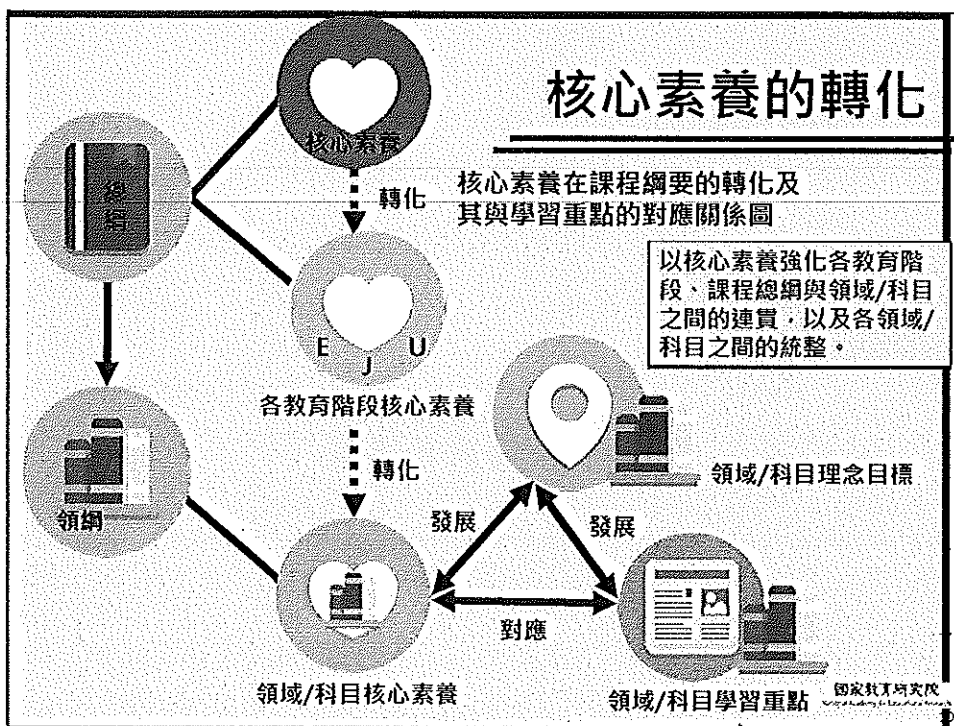 核心素養的轉化
核心素養
總綱
轉化
核心素養在課程綱要的轉化及
其與學習重點的對應關係圖
以核心素養強化各教育階
段、課程總綱與領域/科目
之間的連貫，以及各領域/
科目之間的統整。
E J U
各教育階段核心素養
轉化
領綱
領域/科目理念目標
發展
發展
對應
領域/科目核心素養
領域/科目學習重點
國家教育研究院